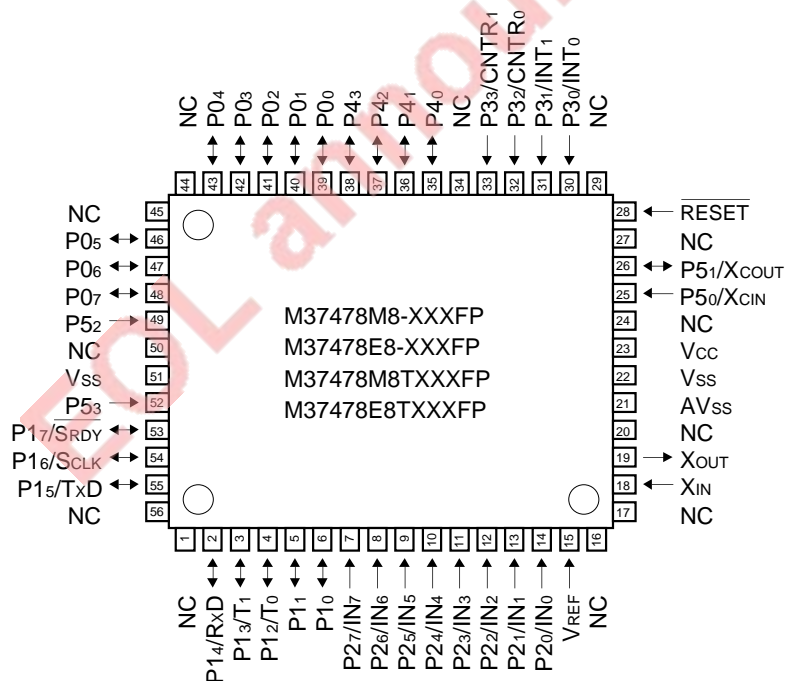 EOL announ
NC
P04
P03
P02
P01
P00
P43
P42
P41
P40
NC
P33/CNTR1
P32/CNTR0
P31/INT1
P30/INT0
NC
44 43 42 41 40 39 38 37 36 35 34 33 32 31 30 29
NC 45
P05 46
P06 47
P07 48
P52 49
NC 50
VSS 51
P53 52
P17/SRDY 53
P16/SCLK 54
P15/TXD 55
NC 56
M37478M8-XXXFP
M37478E8-XXXFP
M37478M8TXXXFP
M37478E8TXXXFP
28 RESET
27 NC
26 P51/XCOUT
25 P50/XCIN
24 NC
23 VCC
22 VSS
21 AVSS
20 NC
19 XOUT
18 XIN
17 NC
1 2 3 4 5 6 7 8 9 10 11 12 13 14 15 16
NC
P14/RXD
P13/T1
P12/T0
P11
P10
P27/IN7
P26/IN6
P25/IN5
P24/IN4
P23/IN3
P22/IN2
P21/IN1
P20/IN0
VREF
NC